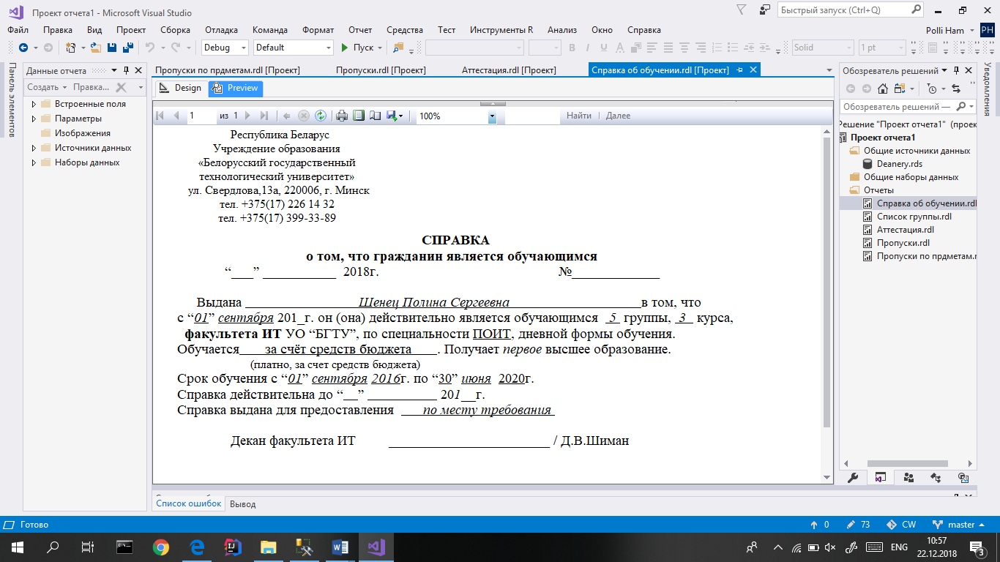 Проект отчета1 - Microsoft Visual Studio
Быстрый запуск (Ctrl+Q)
Файл Правка Вид Проект Сборка Отладка Команда Формат Отчет Средства Тест Инструменты R Анализ Окно Справка
Polli Ham PH
Debug Default Пуск Solid 1 pt
Панель элементов
Данные отчета
Создать Правка...
Встроенные поля
Параметры
Изображения
Источники данных
Наборы данных
Пропуски по прдметам.rdl [Проект] Пропуски.rdl [Проект] Аттестация.rdl [Проект] Справка об обучении.rdl [Проект]
Design Preview
1 из 1 100% Найти | Далее
Республика Беларус
Учреждение образования
«Белорусский государственный
технологический университет»
ул. Свердлова,13а, 220006, г. Минск
тел. +375(17) 226 14 32
тел. +375(17) 399-33-89
СПРАВКА
о том, что гражданин является обучающимся
“___” ___________ 2018г. №_____________
Выдана Шенец Полина Сергеевна в том, что
с “01” сентября 201_г. он (она) действительно является обучающимся 5 группы, 3 курса,
факультета ИТ УО “БГТУ”, по специальности ПОИТ, дневной формы обучения.
Обучается за счёт средств бюджета . Получает первое высшее образование.
(платно, за счет средств бюджета)
Срок обучения с “01” сентября 2016г. по “30” июня 2020г.
Справка действительна до “__” __________ 201__г.
Справка выдана для предоставления ___по месту требования
Декан факультета ИТ ________________________ / Д.В.Шиман
Обозреватель решений
Обозреватель решений —
Решение "Проект отчета1" (проек
Проект отчета1
Общие источники данных
Deanery.rds
Общие наборы данных
Отчеты
Справка об обучении.rdl
Список группы.rdl
Аттестация.rdl
Пропуски.rdl
Пропуски по прдметам.r
Уведомления
Список ошибок Вывод
Готово 0 73 CW master
ENG 10:57
22.12.2018 3